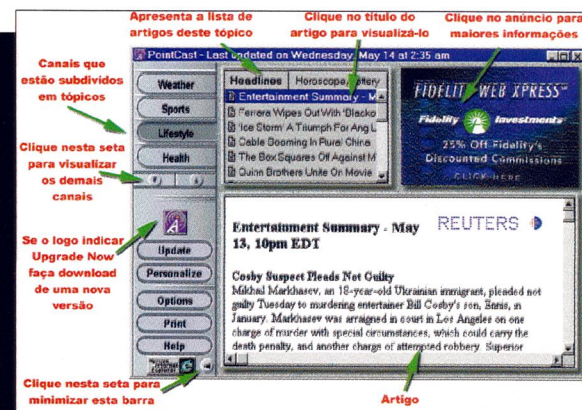 Apresenta a lista de
artigos deste tópico
Clique no título do
artigo para visualizá-lo
Clique no anúncio para
maiores informações
PointCast - Last updated on Wednesday, May 14 at 2:35 am
Canais que
estão subdividos
em tópicos
Clique nesta seta
para visualizar
os demais
canais
Se o logo indicar
Upgrade Now
faça download
de uma nova
versão
Clique nesta seta para
minimizar esta barra
Weather
Sports
Lifestyle
Health
Update
Personalize
Options
Print
Help
Headlines
Horoscope
Entertainment Summary - M
Ferrara Wipes Out With 'Blacko
'Ice Storm' A Triumph For Ang L
Cable Booming In Rural China
The Box Squares Off Against M
Quinn Brothers Unite On Movie
FIDELITY WEB XPRESS
Fidelity Investments
25% Off Fidelity's
Discounted Commissions
CLICK HERE
Entertainment Summary - May
13, 10pm EDT
REUTERS
Cosby Suspect Pleads Not Guilty
Mikhail Markhasev, an 18-year-old Ukrainian immigrant, pleaded not
guilty Tuesday to murdering entertainer Bill Cosby's son, Ennis, in
January. Markhasev was arraigned in court in Los Angeles on one
charge of murder with special circumstances, which could carry the
death penalty, and another charge of attempted robbery. Superior
Artigo